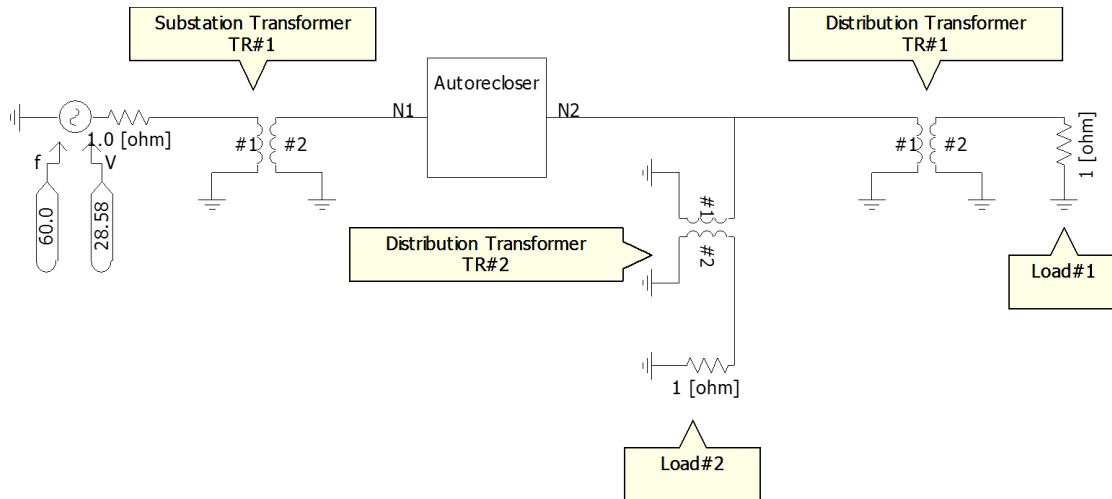 Substation Transformer
TR#1
Distribution Transformer
TR#1
Autorecloser
N1
N2
1.0 [ohm]
#1
#2
#1
#2
1 [ohm]
f
V
60.0
28.58
#1
#2
Distribution Transformer
TR#2
Load#1
1 [ohm]
Load#2